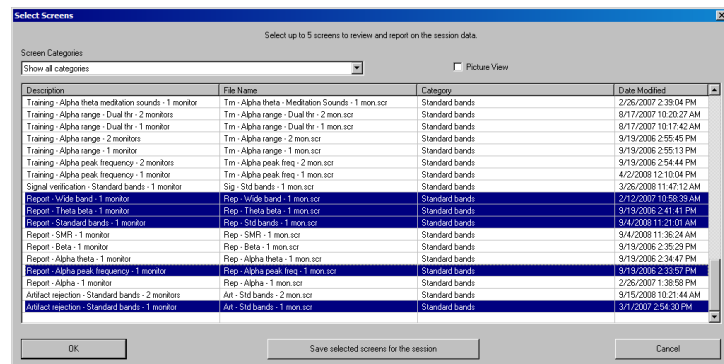 Select Screens
Select up to 5 screens to review and report on the session data.
Screen Categories
Show all categories
Picture View
Description File Name Category Date Modified
Training - Alpha theta meditation sounds - 1 monitor Trn - Alpha theta - Meditation Sounds - 1 mon.scr Standard bands 2/26/2007 2:39:04 PM
Training - Alpha range - Dual thr - 2 monitors Trn - Alpha range - Dual thr - 2 mon.scr Standard bands 8/17/2007 10:20:27 AM
Training - Alpha range - Dual thr - 1 monitor Trn - Alpha range - Dual thr - 1 mon.scr Standard bands 8/17/2007 10:17:42 AM
Training - Alpha range - 2 monitors Trn - Alpha range - 2 mon.scr Standard bands 9/19/2006 2:55:45 PM
Training - Alpha range - 1 monitor Trn - Alpha range - 1 mon.scr Standard bands 9/19/2006 2:55:13 PM
Training - Alpha peak frequency - 2 monitors Trn - Alpha peak freq - 2 mon.scr Standard bands 9/19/2006 2:54:44 PM
Training - Alpha peak frequency - 1 monitor Trn - Alpha peak freq - 1 mon.scr Standard bands 4/2/2008 12:10:04 PM
Signal verification - Standard bands - 1 monitor Sig - Std bands - 1 mon.scr Standard bands 3/26/2008 11:47:12 AM
Report - Wide band - 1 monitor Rep - Wide band - 1 mon.scr Standard bands 2/12/2007 10:58:39 AM
Report - Theta beta - 1 monitor Rep - Theta beta - 1 mon.scr Standard bands 9/19/2006 2:41:41 PM
Report - Standard bands - 1 monitor Rep - Std bands - 1 mon.scr Standard bands 9/4/2008 11:21:01 AM
Report - SMR - 1 monitor Rep - SMR - 1 mon.scr Standard bands 9/4/2008 11:36:24 AM
Report - Beta - 1 monitor Rep - Beta - 1 mon.scr Standard bands 9/19/2006 2:35:29 PM
Report - Alpha theta - 1 monitor Rep - Alpha theta - 1 mon.scr Standard bands 9/19/2006 2:34:47 PM
Report - Alpha peak frequency - 1 monitor Rep - Alpha peak freq - 1 mon.scr Standard bands 9/19/2006 2:33:57 PM
Report - Alpha - 1 monitor Rep - Alpha - 1 mon.scr Standard bands 2/26/2007 1:38:58 PM
Artifact rejection - Standard bands - 2 monitors Art - Std bands - 2 mon.scr Standard bands 9/15/2008 10:21:44 AM
Artifact rejection - Standard bands - 1 monitor Art - Std bands - 1 mon.scr Standard bands 3/1/2007 2:54:30 PM
OK Save selected screens for the session Cancel